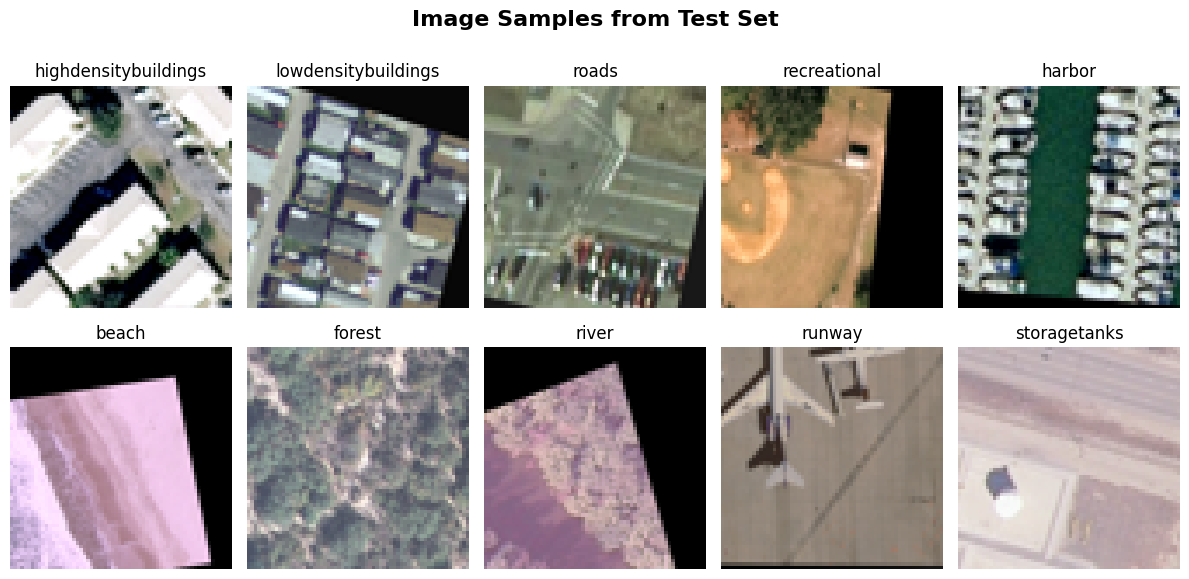 Image Samples from Test Set
highdensitybuildings
lowdensitybuildings
roads
recreational
harbor
beach
forest
river
runway
storagetanks